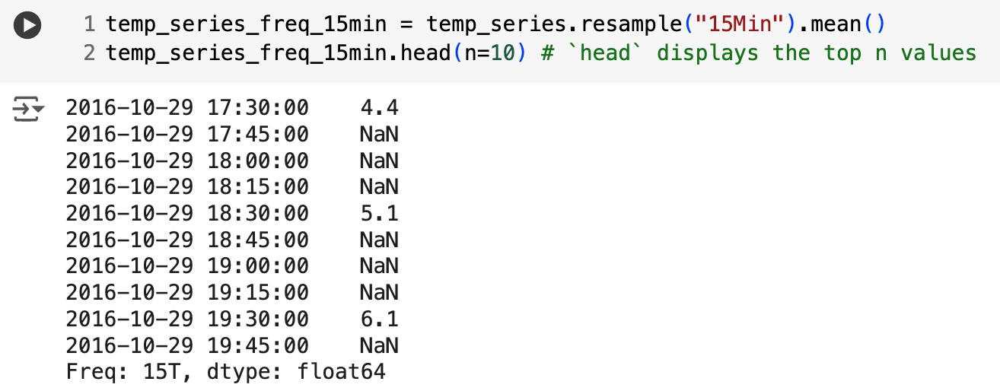 1 temp_series_freq_15min = temp_series.resample("15Min").mean()
2 temp_series_freq_15min.head(n=10) # `head` displays the top n values
2016-10-29 17:30:00    4.4
2016-10-29 17:45:00    NaN
2016-10-29 18:00:00    NaN
2016-10-29 18:15:00    NaN
2016-10-29 18:30:00    5.1
2016-10-29 18:45:00    NaN
2016-10-29 19:00:00    NaN
2016-10-29 19:15:00    NaN
2016-10-29 19:30:00    6.1
2016-10-29 19:45:00    NaN
Freq: 15T, dtype: float64